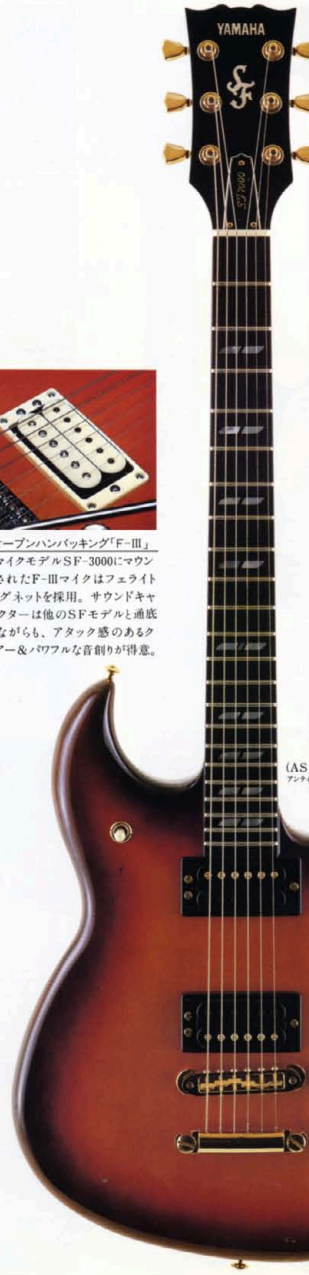 YAMAHA
SF
オープンハンバッキング「F-III」
マイクモデルSF-3000にマウン
されたF-IIIマイクはフェライト
グネットを採用。サウンドキャ
クターは他のSFモデルと通底
ながらも、アタック感のあるク
アー&パワフルな音創りが得意。
(AS
アンティ